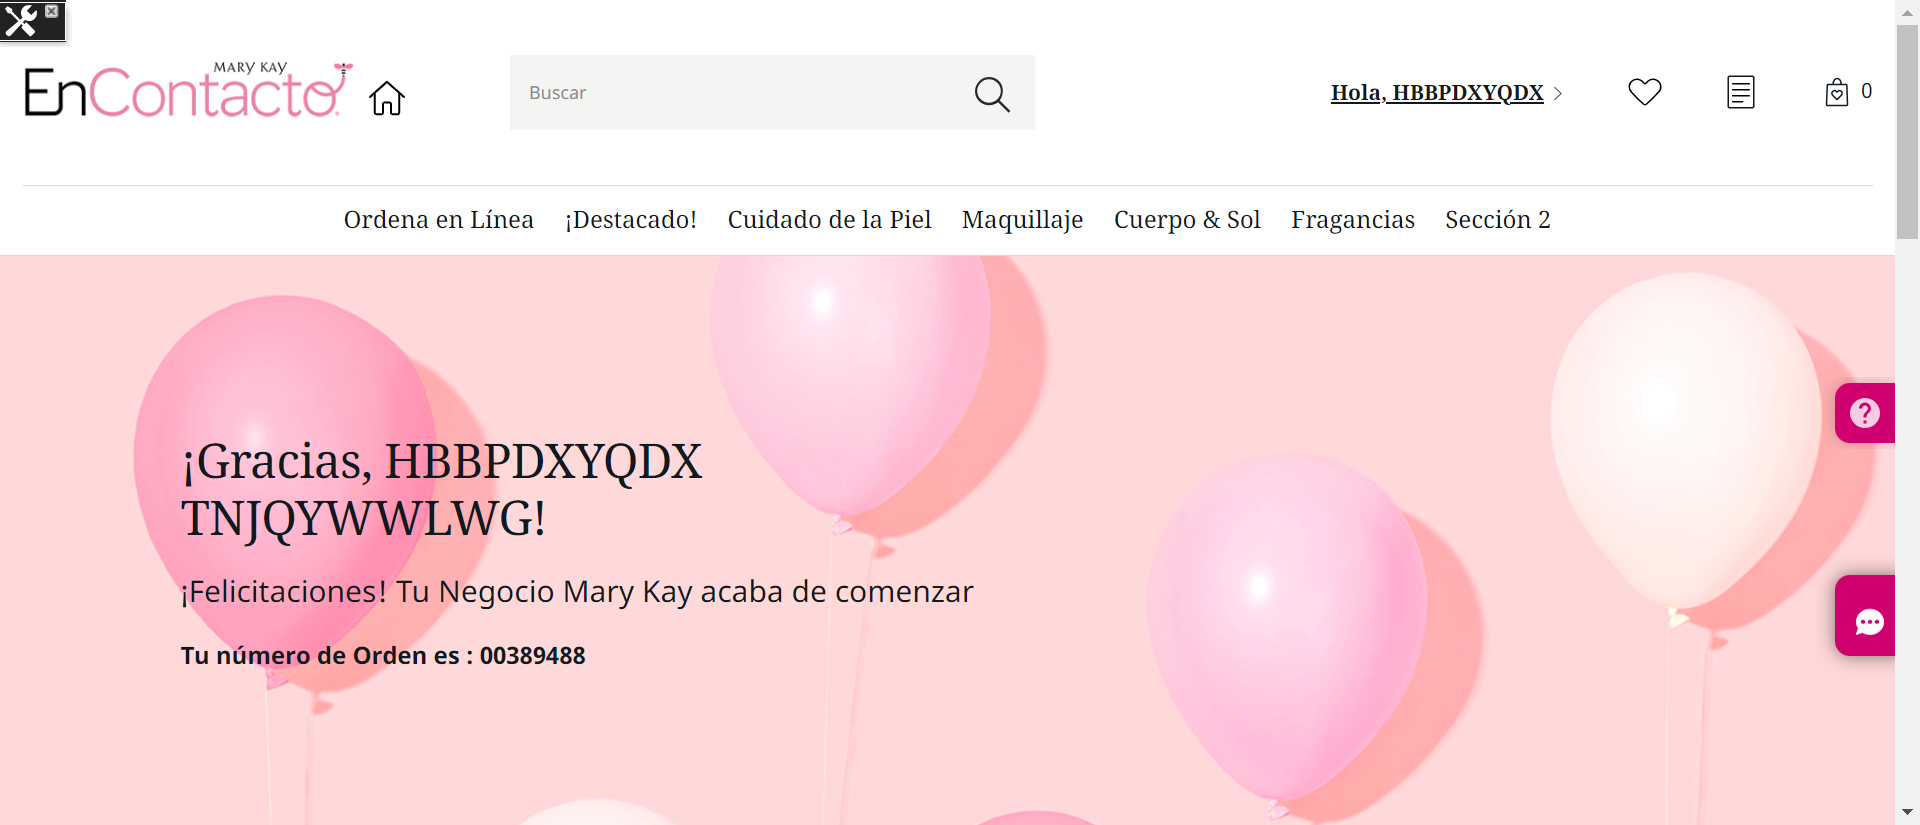 MARY KAY
EnContacto
Buscar
Hola, HBBPDXYQDX
0
Ordena en Línea
¡Destacado!
Cuidado de la Piel
Maquillaje
Cuerpo & Sol
Fragancias
Sección 2
¡Gracias, HBBPDXYQDX
TNJQYWWLWG!
¡Felicitaciones! Tu Negocio Mary Kay acaba de comenzar
Tu número de Orden es : 00389488